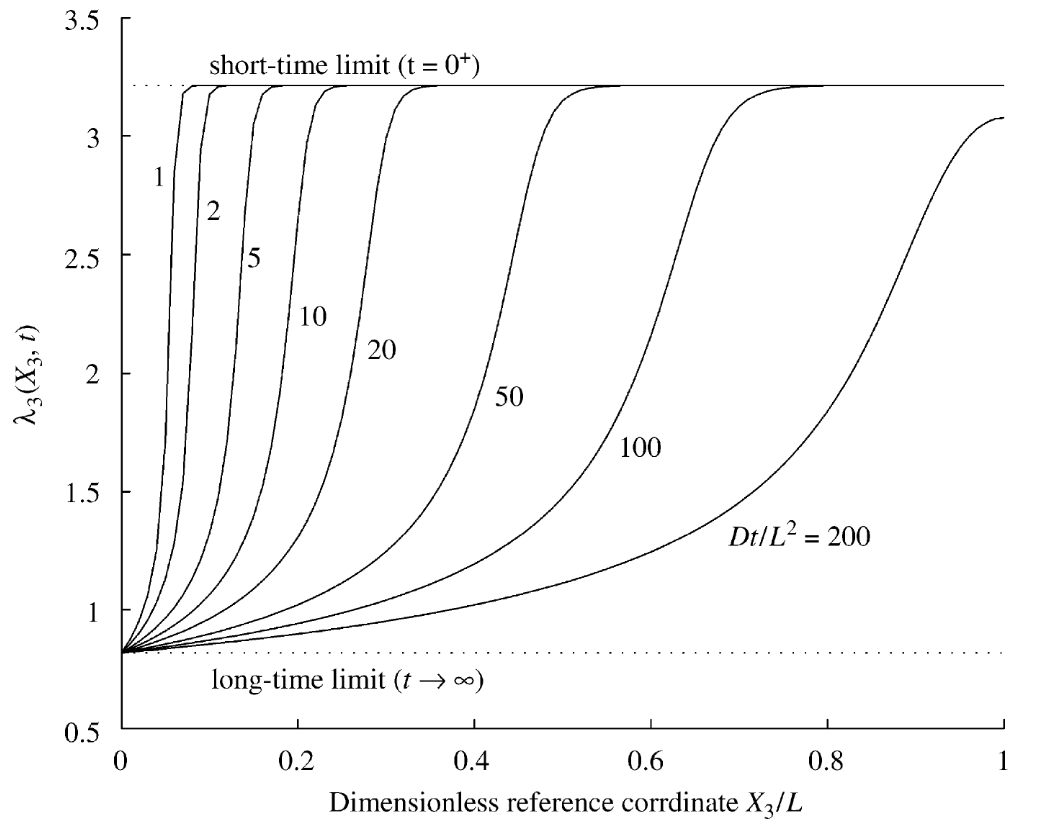 3.5
short-time limit (t = 0⁺)
3
1
2
2.5
5
10
20
2
50
λ₃(X₃, t)
100
1.5
Dt/L² = 200
1
long-time limit (t → ∞)
0.5
0 0.2 0.4 0.6 0.8 1
Dimensionless reference corrdinate X₃/L